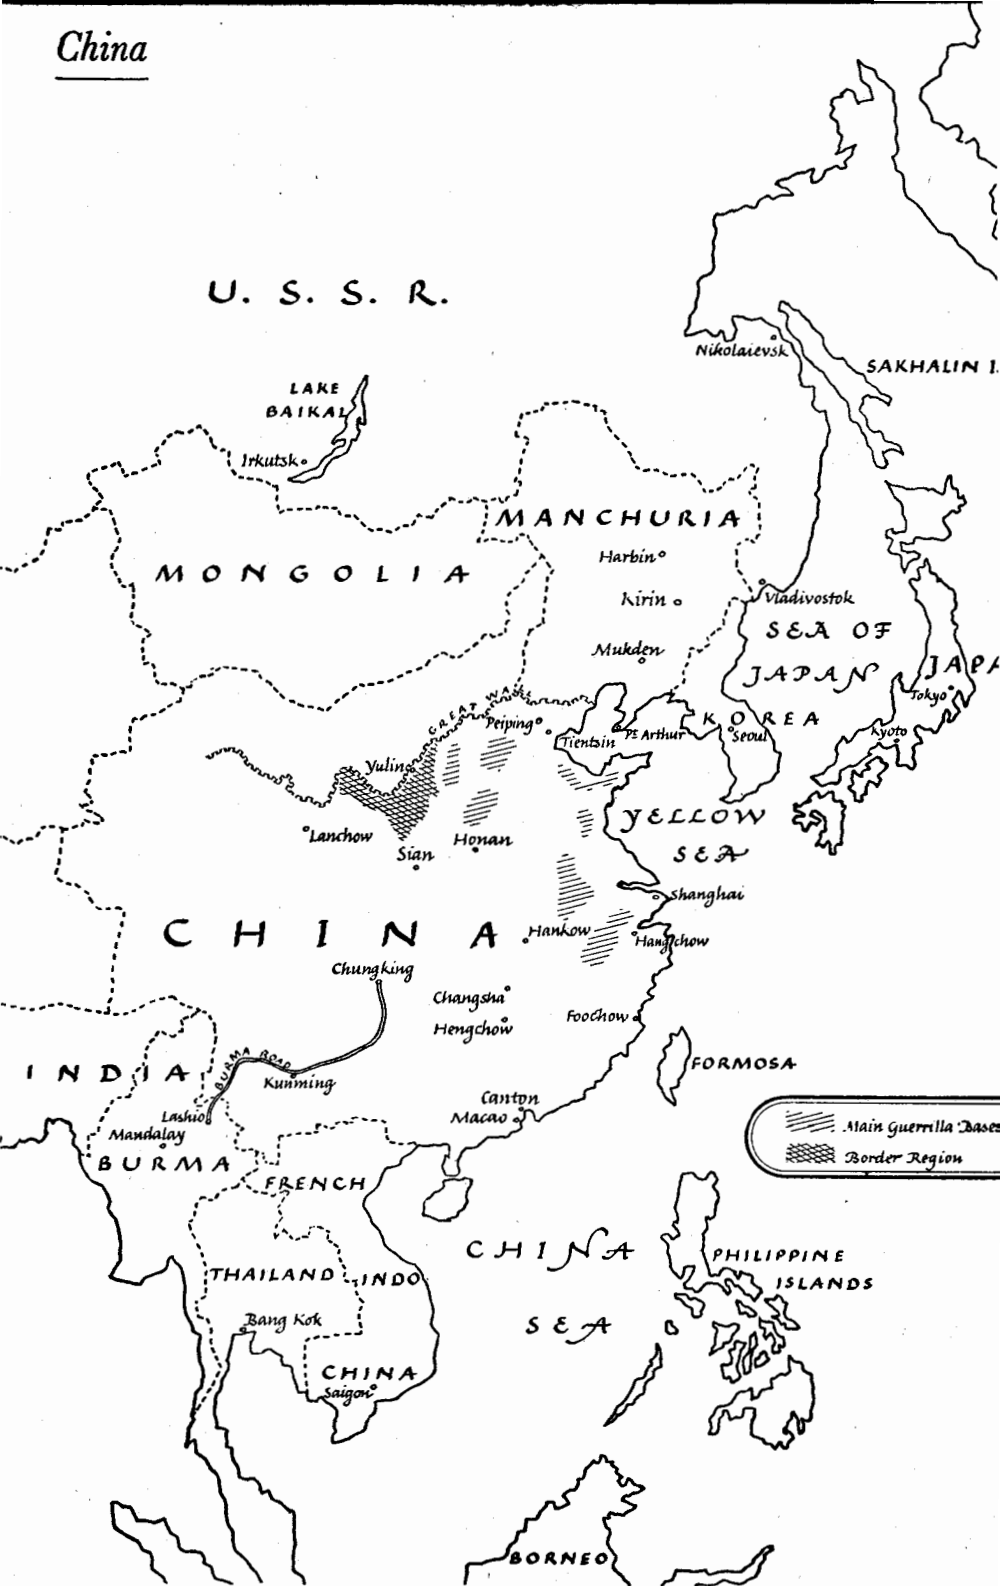 China
U. S. S. R.
Nikolaievsk
SAKHALIN I.
LAKE
BAIKAL
Irkutsk
MANCHURIA
MONGOLIA
Harbin
Kirin
Vladivostok
SEA OF
JAPAN
Mukden
JAPA
Tokyo
GREAT WALL
Peiping
Tientsin
Pt Arthur
KOREA
Seoul
Kyoto
Yulin
YELLOW
SEA
Lanchow
Honan
Sian
Shanghai
CHINA
Hankow
Hangchow
Chungking
Changsha
Hengchow
Foochow
INDIA
BURMA ROAD
Kunming
FORMOSA
Canton
Macao
Lashio
Mandalay
BURMA
Main Guerrilla Bases
Border Region
FRENCH
INDO
CHINA
CHINA
SEA
PHILIPPINE
ISLANDS
THAILAND
Bang Kok
Saigon
BORNEO